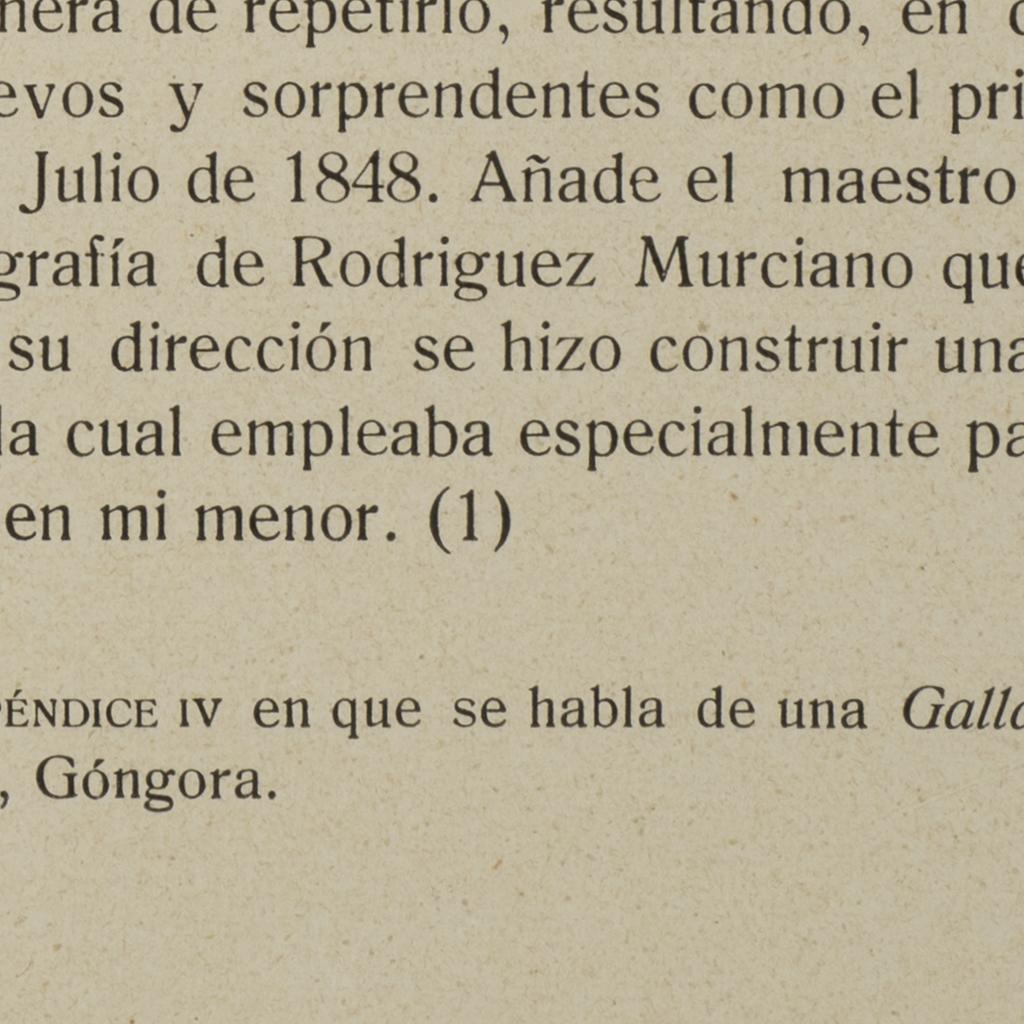 nera de repetirlo, resultando, en
evos y sorprendentes como el pri
Julio de 1848. Añade el maestro
grafía de Rodriguez Murciano que
su dirección se hizo construir una
la cual empleaba especialmente pa
en mi menor. (1)
PÉNDICE IV en que se habla de una Gallo
, Góngora.